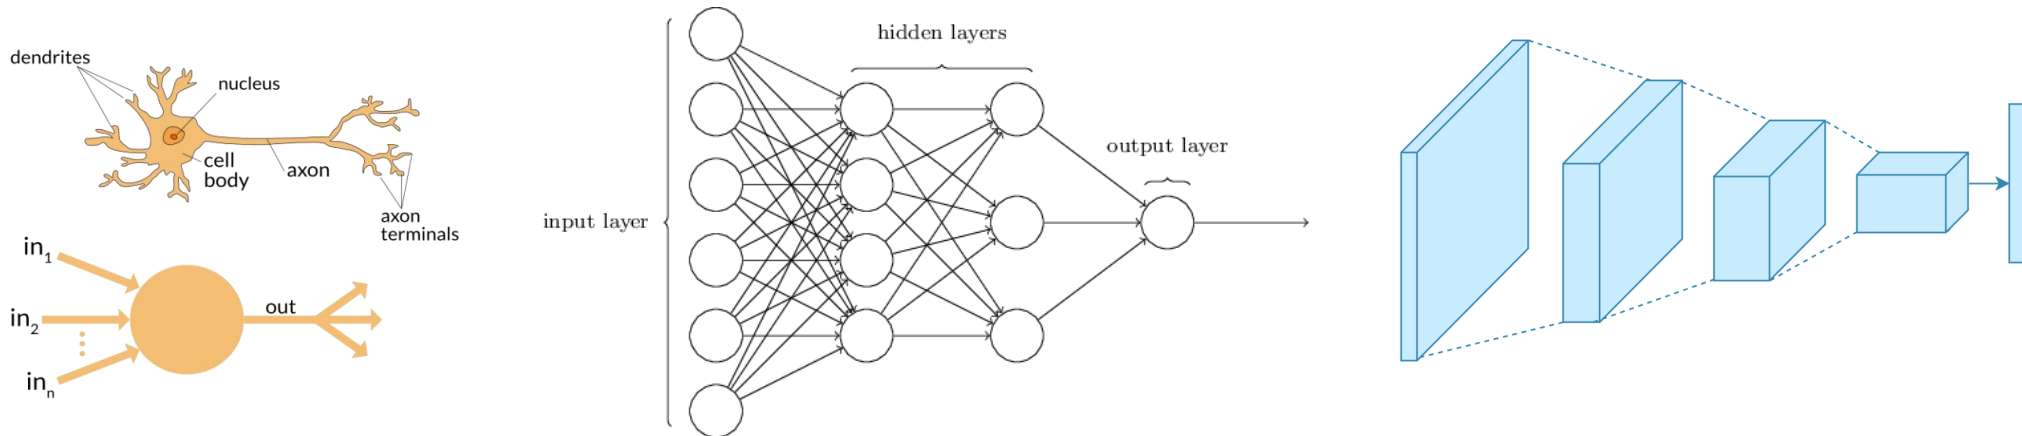 dendrites
nucleus
cell
body
axon
axon
terminals
in₁
in₂
inₙ
out
input layer
hidden layers
output layer